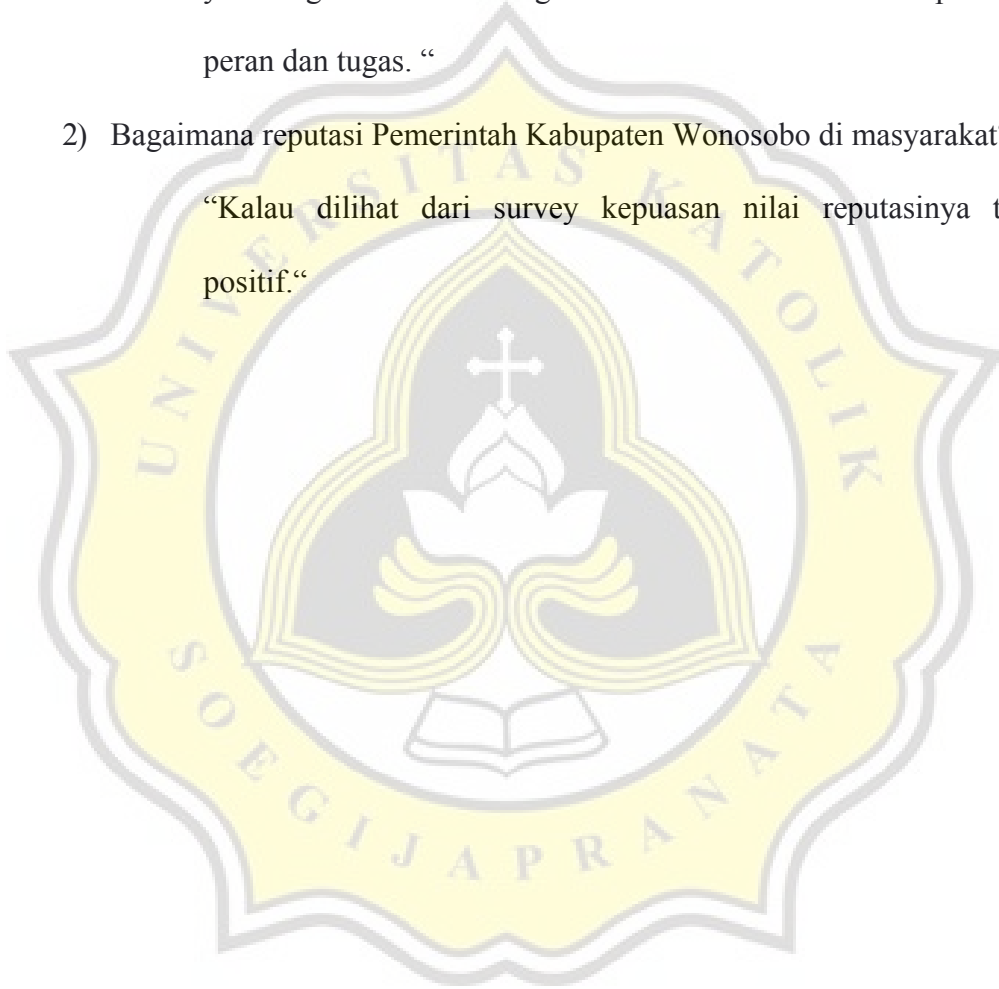 peran dan tugas. “
2) Bagaimana reputasi Pemerintah Kabupaten Wonosobo di masyarakat
“Kalau dilihat dari survey kepuasan nilai reputasinya
positif.“
UNIVERSITAS KATOLIK
SOEGIJAPRANATA